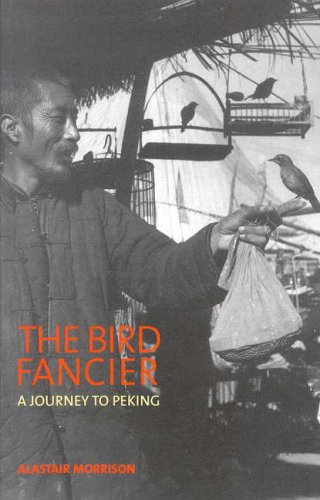 THE BIRD
FANCIER
A JOURNEY TO PEKING
ALASTAIR MORRISON